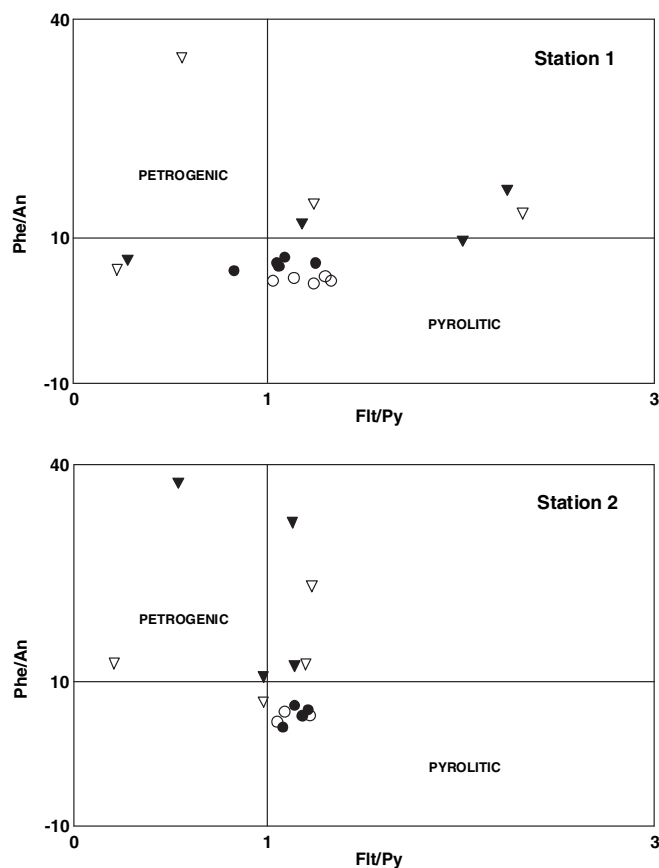 40
Station 1
PETROGENIC
Phe/An
10
PYROLITIC
-10
0
1
3
Flt/Py
40
Station 2
PETROGENIC
Phe/An
10
PYROLITIC
-10
0
1
3
Flt/Py